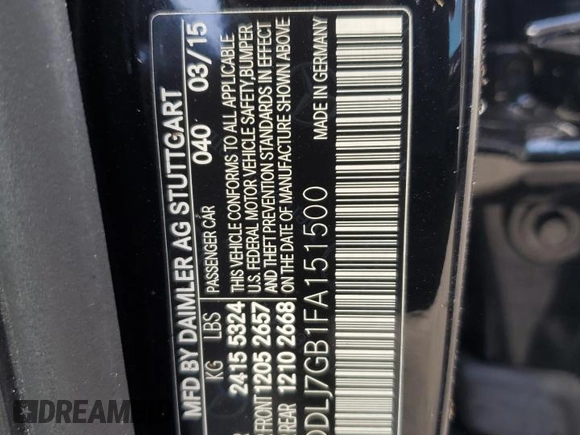 MFD BY DAIMLER AG STUTTGART
040 03/15
KG LBS PASSENGER CAR
2415 5324 THIS VEHICLE CONFORMS TO ALL APPLICABLE
FRONT 1205 2657 U.S. FEDERAL MOTOR VEHICLE SAFETY,BUMPER
AND THEFT PREVENTION STANDARDS IN EFFECT
REAR 1210 2668 ON THE DATE OF MANUFACTURE SHOWN ABOVE
DDLJ7GB1FA151500 MADE IN GERMANY
DREAM